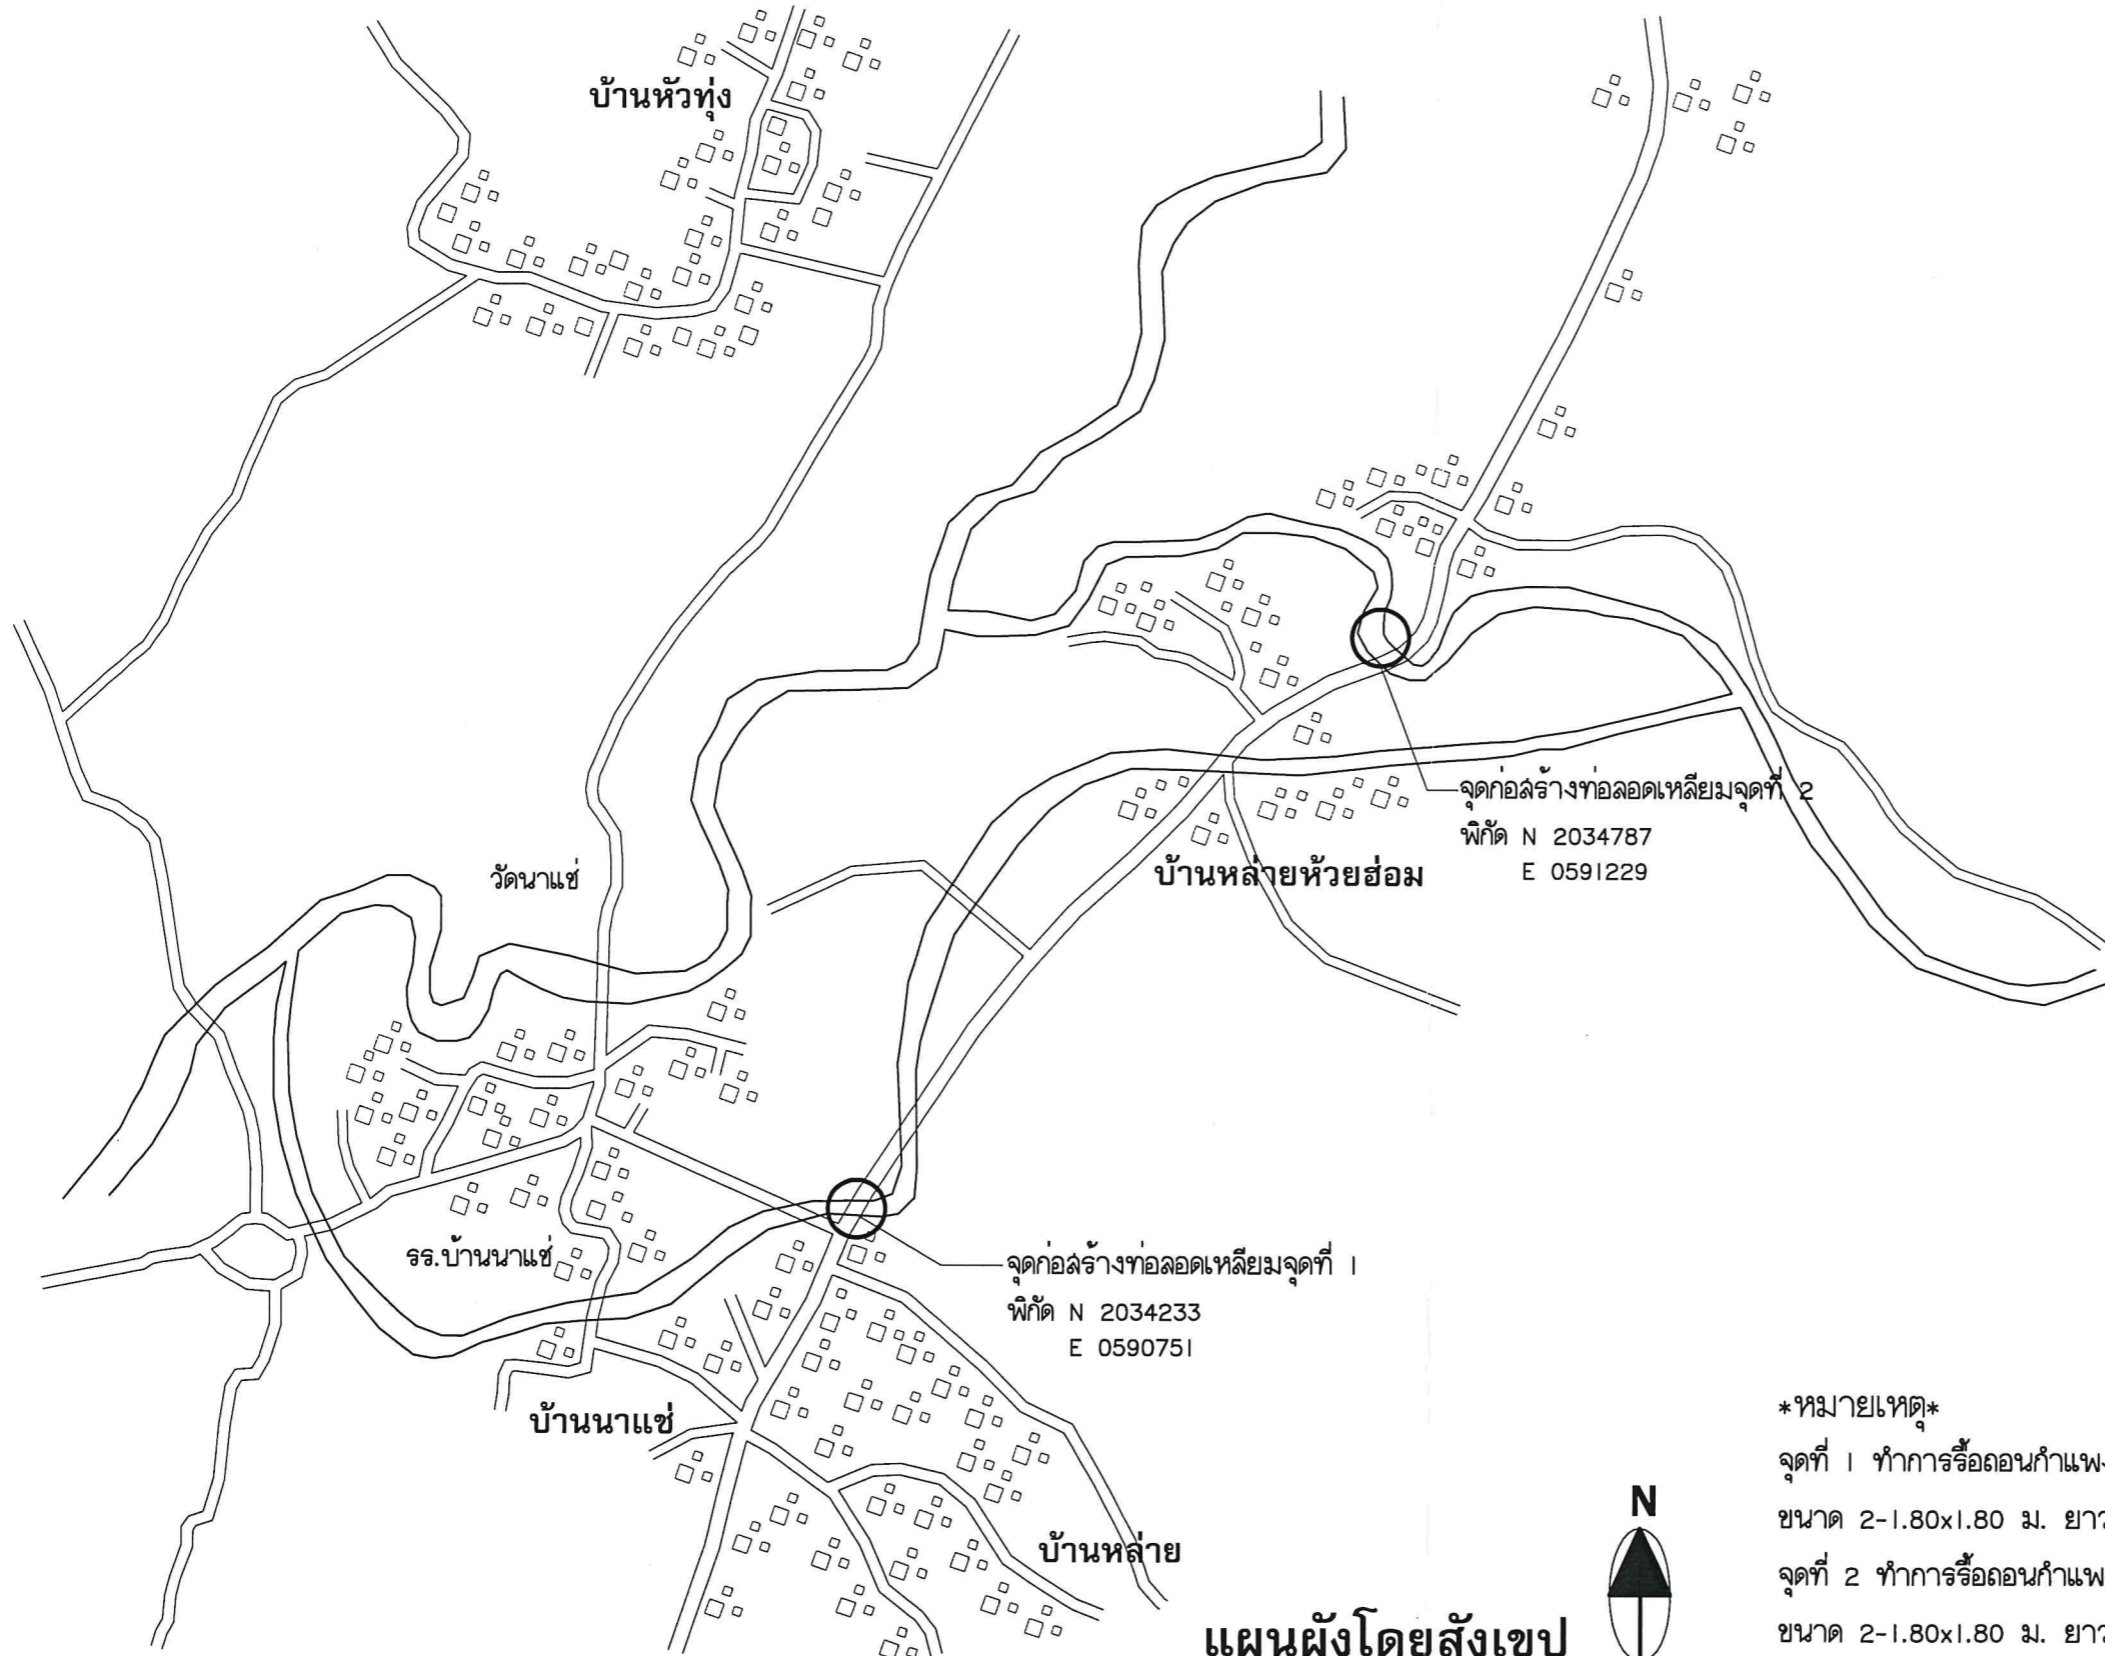 บ้านหัวทุ่ง
จุดก่อสร้างท่อลอดเหลียมจุดที่ 2
พิกัด N 2034787
E 0591229
บ้านหล่ายห้วยฮ่อม
วัดนาแช่
รร.บ้านนาแช่
จุดก่อสร้างท่อลอดเหลียมจุดที่ 1
พิกัด N 2034233
E 0590751
บ้านนาแช่
บ้านหล่าย
แผนผังโดยสังเขป
N
*หมายเหตุ*
จุดที่ 1 ทำการรื้อถอนกำแพง
ขนาด 2-1.80x1.80 ม. ยาว
จุดที่ 2 ทำการรื้อถอนกำแพ
ขนาด 2-1.80x1.80 ม. ยาว